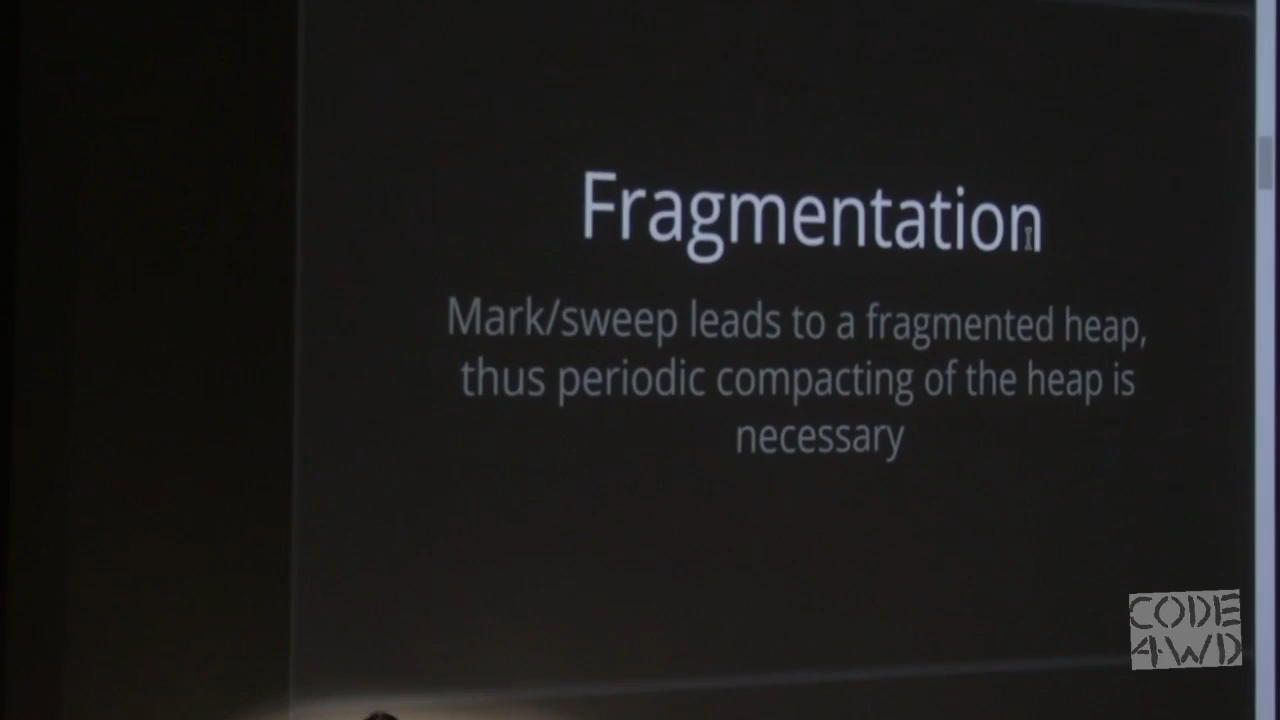 Fragmentation
Mark/sweep leads to a fragmented heap,
thus periodic compacting of the heap is
necessary
CODE
4WD